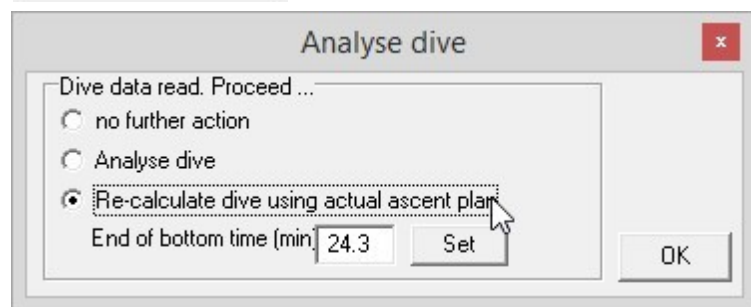 Analyse dive
x
Dive data read. Proceed ...
no further action
Analyse dive
Re-calculate dive using actual ascent plan
End of bottom time (min) 24.3 Set
OK